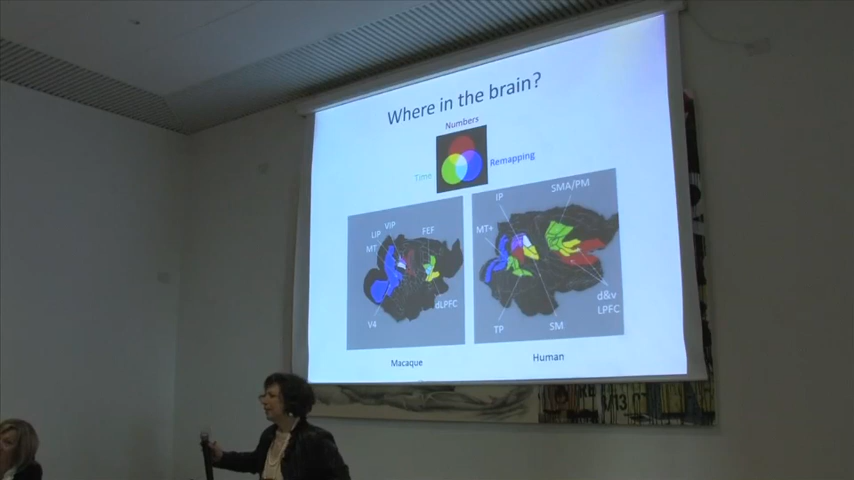 Where in the brain?
Numbers
Time
Remapping
LIP
VIP
MT
FEF
dLPFC
V4
Macaque
IP
SMA/PM
MT+
d&v
LPFC
TP
SM
Human